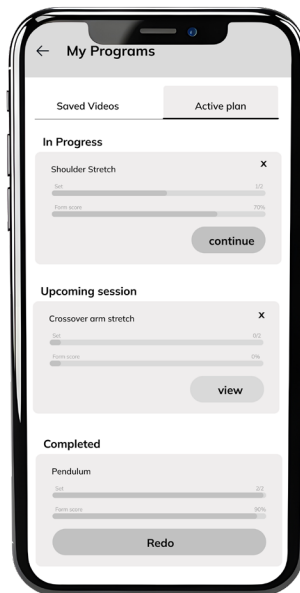 ← My Programs
Saved Videos
Active plan
In Progress
Shoulder Stretch
x
Set
1/2
Form score
70%
continue
Upcoming session
Crossover arm stretch
x
Set
0/2
Form score
0%
view
Completed
Pendulum
Set
2/2
Form score
90%
Redo